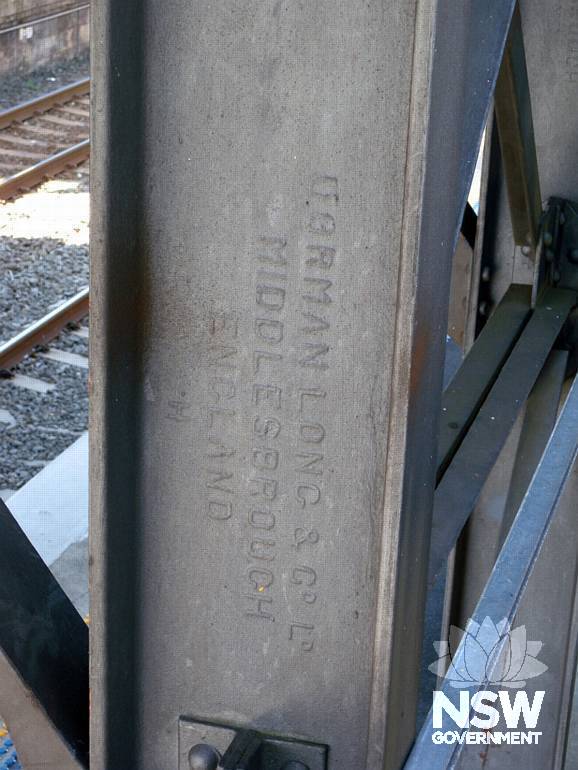 DORMAN LONG & Cº Lᴰ
MIDDLESBROUGH
ENGLAND
H
NSW
GOVERNMENT